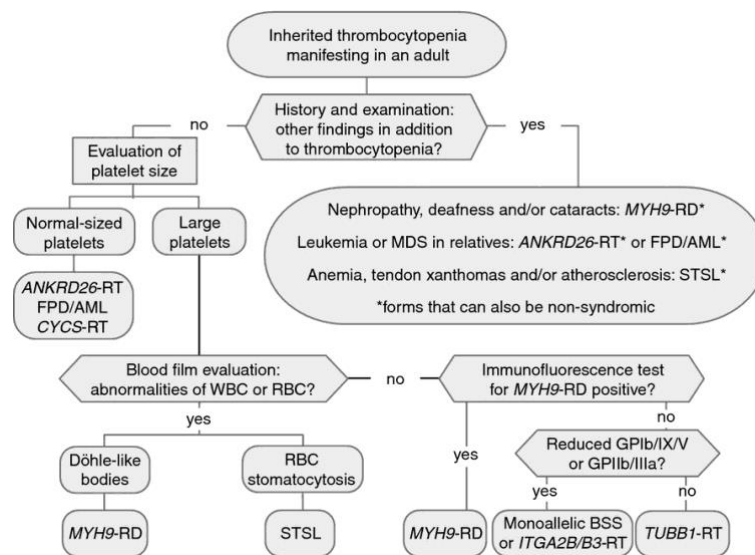 Inherited thrombocytopenia
manifesting in an adult
History and examination:
other findings in addition
to thrombocytopenia?
no
yes
Evaluation of
platelet size
Normal-sized
platelets
Large
platelets
ANKRD26-RT
FPD/AML
CYCS-RT
Nephropathy, deafness and/or cataracts: MYH9-RD*
Leukemia or MDS in relatives: ANKRD26-RT* or FPD/AML*
Anemia, tendon xanthomas and/or atherosclerosis: STSL*
*forms that can also be non-syndromic
Blood film evaluation:
abnormalities of WBC or RBC?
no
Immunofluorescence test
for MYH9-RD positive?
yes
Döhle-like
bodies
RBC
stomatocytosis
MYH9-RD
STSL
yes
no
Reduced GPIb/IX/V
or GPIIb/IIIa?
yes
no
MYH9-RD
Monoallelic BSS
or ITGA2B/B3-RT
TUBB1-RT